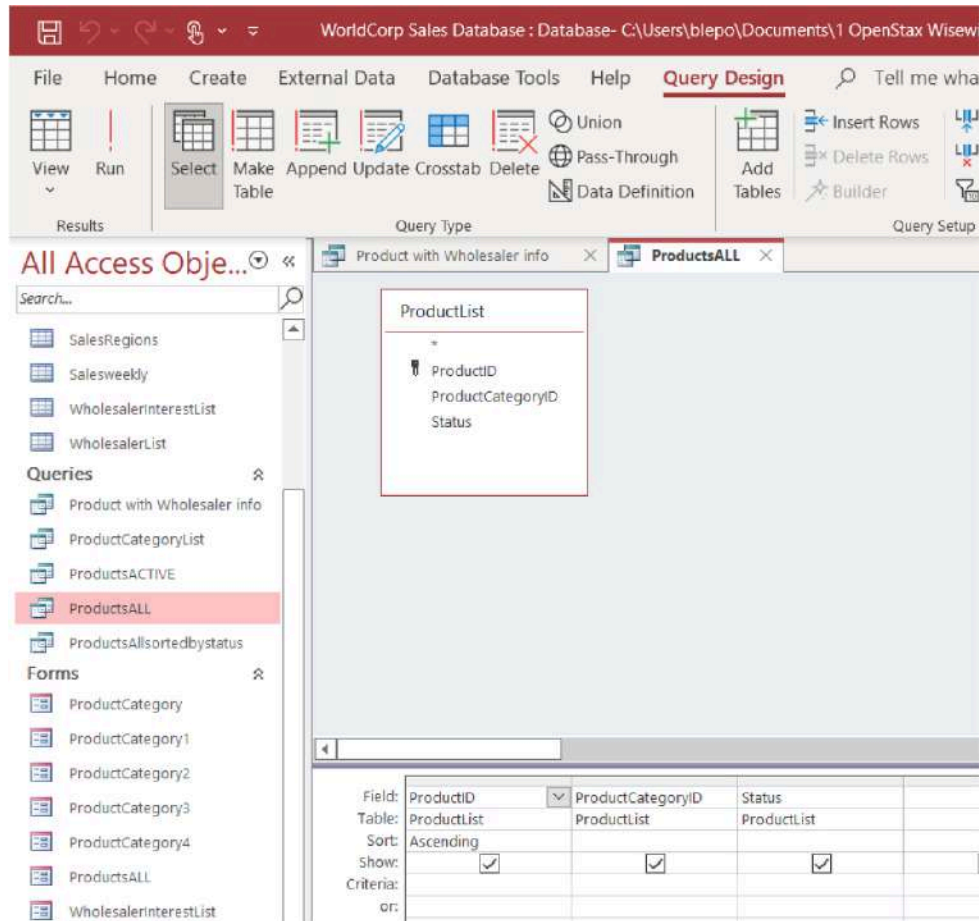 WorldCorp Sales Database : Database- C:\Users\blepo\Documents\1 OpenStax Wisewi
File Home Create External Data Database Tools Help Query Design Tell me wha
View
Run
Select
Make Table
Append
Update
Crosstab
Delete
Union
Pass-Through
Data Definition
Add Tables
Insert Rows
Delete Rows
Builder
Results
Query Type
Query Setup
All Access Obje...
Search...
SalesRegions
Salesweekly
WholesalerInterestList
WholesalerList
Queries
Product with Wholesaler info
ProductCategoryList
ProductsACTIVE
ProductsALL
ProductsAllsortedbystatus
Forms
ProductCategory
ProductCategory1
ProductCategory2
ProductCategory3
ProductCategory4
ProductsALL
WholesalerInterestList
Product with Wholesaler info
ProductsALL
ProductList
*
ProductID
ProductCategoryID
Status
Field: ProductID ProductCategoryID Status
Table: ProductList ProductList ProductList
Sort: Ascending
Show:
Criteria:
or: